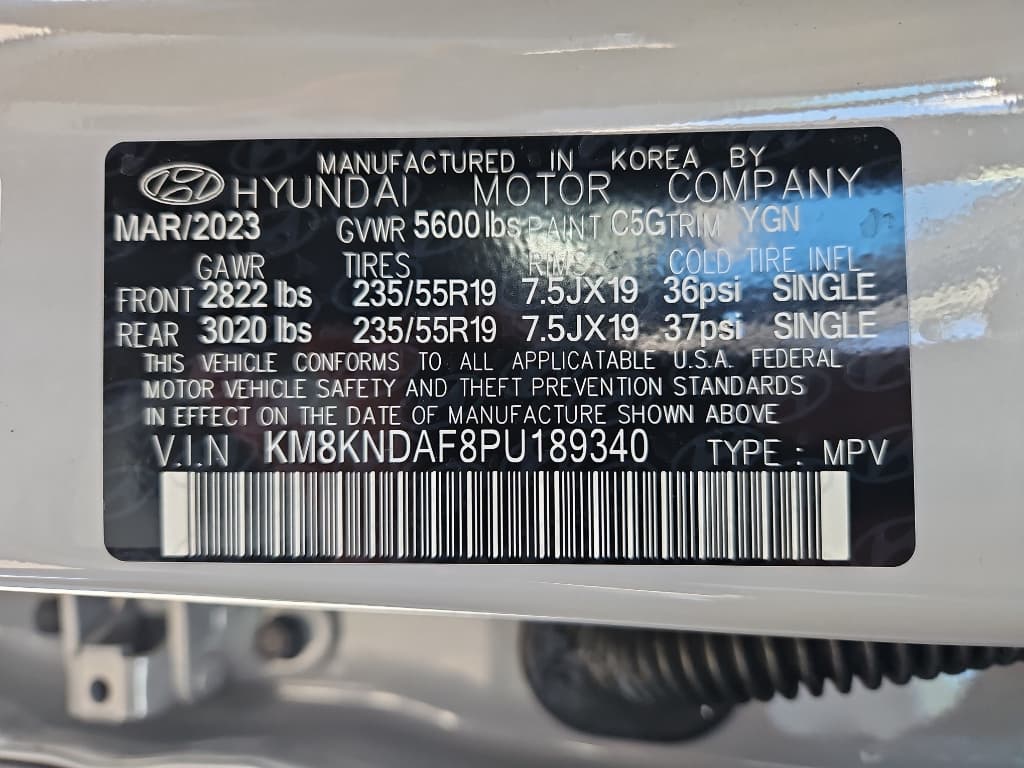 MANUFACTURED IN KOREA BY
HYUNDAI MOTOR COMPANY
MAR/2023 GVWR 5600 lbs PAINT C5G TRIM YGN
GAWR TIRES RIMS COLD TIRE INFL
FRONT 2822 lbs 235/55R19 7.5JX19 36psi SINGLE
REAR 3020 lbs 235/55R19 7.5JX19 37psi SINGLE
THIS VEHICLE CONFORMS TO ALL APPLICATABLE U.S.A. FEDERAL
MOTOR VEHICLE SAFETY AND THEFT PREVENTION STANDARDS
IN EFFECT ON THE DATE OF MANUFACTURE SHOWN ABOVE
V.I.N KM8KNDAF8PU189340 TYPE : MPV